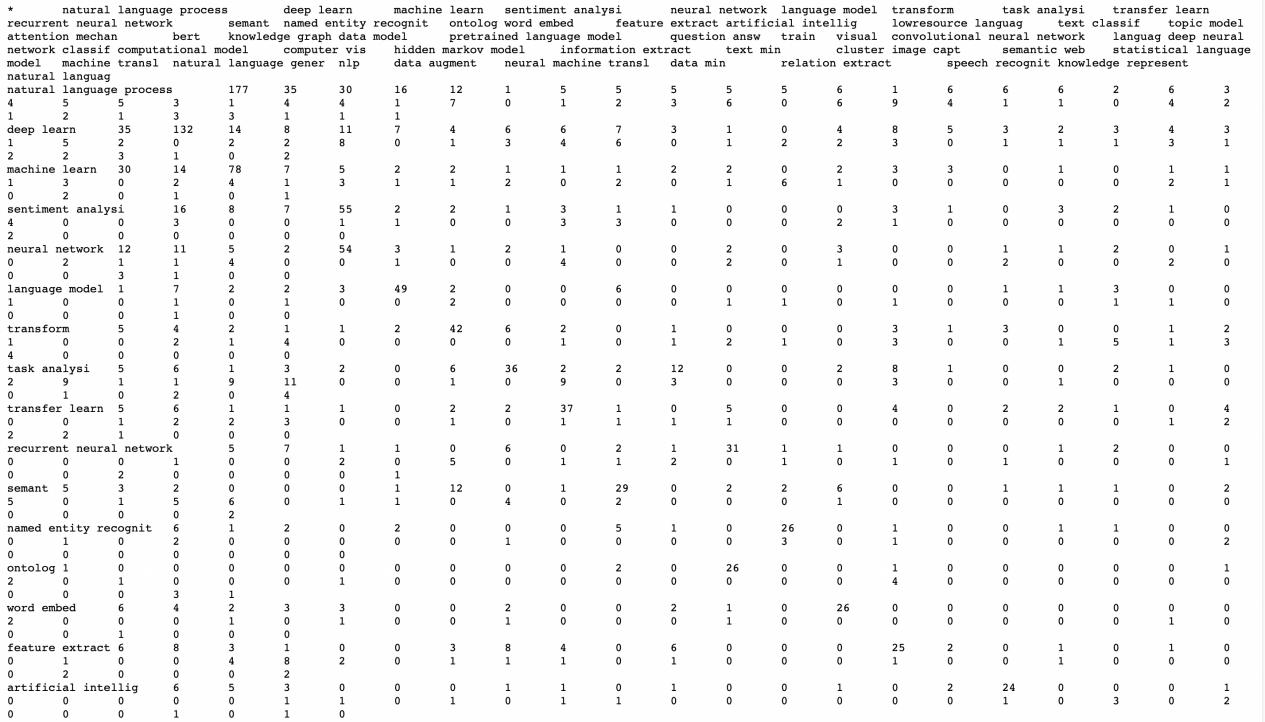 * natural language process deep learn machine learn sentiment analysi neural network language model transform task analysi transfer learn
recurrent neural network semant named entity recognit ontolog word embed feature extract artificial intellig lowresource languag text classif topic model
attention mechan bert knowledge graph data model pretrained language model question answ train visual convolutional neural network languag deep neural
network classif computational model computer vis hidden markov model information extract text min cluster image capt semantic web statistical language
model machine transl natural language gener nlp data augment neural machine transl data min relation extract speech recognit knowledge represent
natural languag
natural language process 177 35 30 16 12 1 5 5 5 5 5 6 1 6 6 6 2 6 3
4 5 5 3 1 4 4 1 7 0 1 2 3 6 0 6 9 4 1 1 0 4 2
1 2 1 3 3 1 1 1
deep learn 35 132 14 8 11 7 4 6 6 7 3 1 0 4 8 5 3 2 3 4 3
1 5 2 0 2 2 8 0 1 3 4 6 0 1 2 2 3 0 1 1 1 3 1
2 2 3 1 0 2
machine learn 30 14 78 7 5 2 2 1 1 1 2 2 0 2 3 3 0 1 0 1 1
1 3 0 2 4 1 3 1 1 2 0 2 0 1 6 1 0 0 0 0 0 2 1
0 2 0 1 0 1
sentiment analysi 16 8 7 55 2 2 1 3 1 1 0 0 0 3 1 0 3 2 1 0
4 0 0 3 0 0 1 1 0 0 3 3 0 0 0 2 1 0 0 0 0 0 0
2 0 0 0 0 0 0
neural network 12 11 5 2 54 3 1 2 1 0 0 2 0 3 0 0 1 1 2 0 1
0 2 1 1 4 0 0 1 0 0 4 0 0 2 0 1 0 0 2 0 0 2 0
0 0 3 1 0 0
language model 1 7 2 2 3 49 2 0 0 6 0 0 0 0 0 0 1 1 3 0 0
1 0 0 1 0 1 0 0 2 0 0 0 0 1 1 0 1 0 0 0 1 1 0
0 0 0 1 0 0
transform 5 4 2 1 1 2 42 6 2 0 1 0 0 0 3 1 3 0 0 1 2
1 0 0 2 1 4 0 0 0 0 1 0 1 2 1 0 3 0 0 1 5 1 3
4 0 0 0 0 0
task analysi 5 6 1 3 2 0 6 36 2 2 12 0 0 2 8 1 0 0 2 1 0
2 9 1 1 9 11 0 0 1 0 9 0 3 0 0 0 3 0 0 1 0 0 0
0 1 0 2 0 4
transfer learn 5 6 1 1 1 0 2 2 37 1 0 5 0 0 4 0 2 2 1 0 4
0 0 1 2 2 3 0 0 1 0 1 1 1 1 0 0 0 0 0 0 0 1 2
2 2 1 0 0 0
recurrent neural network 5 7 1 1 0 6 0 2 1 31 1 1 0 0 0 1 2 0 0
0 0 0 1 0 0 2 0 5 0 1 1 2 0 1 0 1 0 1 0 0 0 1
0 0 2 0 0 0 0 1
semant 5 3 2 0 0 0 1 12 0 1 29 0 2 2 6 0 0 1 1 1 0 2
5 0 1 5 6 0 1 1 0 4 0 2 0 0 0 1 0 0 0 0 0 0
0 0 0 0 2
named entity recognit 6 1 2 0 2 0 0 0 5 1 0 26 0 1 0 0 1 1 0 0
0 1 0 2 0 0 0 0 0 1 0 0 0 0 3 0 1 0 0 0 0 0 2
0 0 0 0 0 0
ontolog 1 0 0 0 0 0 0 0 0 2 0 26 0 0 1 0 0 0 0 0 1
2 0 1 0 0 0 1 0 0 0 0 0 0 0 0 0 4 0 0 0 0 0 0
0 0 0 3 1
word embed 6 4 2 3 3 0 0 2 0 0 2 1 0 26 0 0 0 0 0 0 0
2 0 0 0 1 0 1 0 0 0 0 0 0 1 0 0 0 0 0 0 0 1 0
0 0 1 0 0 0
feature extract 6 8 3 1 0 0 3 8 4 0 6 0 0 0 25 2 0 1 0 1 0
0 1 0 0 4 8 2 0 1 1 1 0 1 0 0 0 1 0 0 1 0 0 0
0 2 0 0 0 2
artificial intellig 6 5 3 0 0 0 1 1 0 1 0 0 1 0 2 24 0 0 0 1
0 0 0 0 0 1 1 0 1 0 1 1 0 0 0 0 0 0 1 0 3 0 2
0 0 0 1 0 1 0